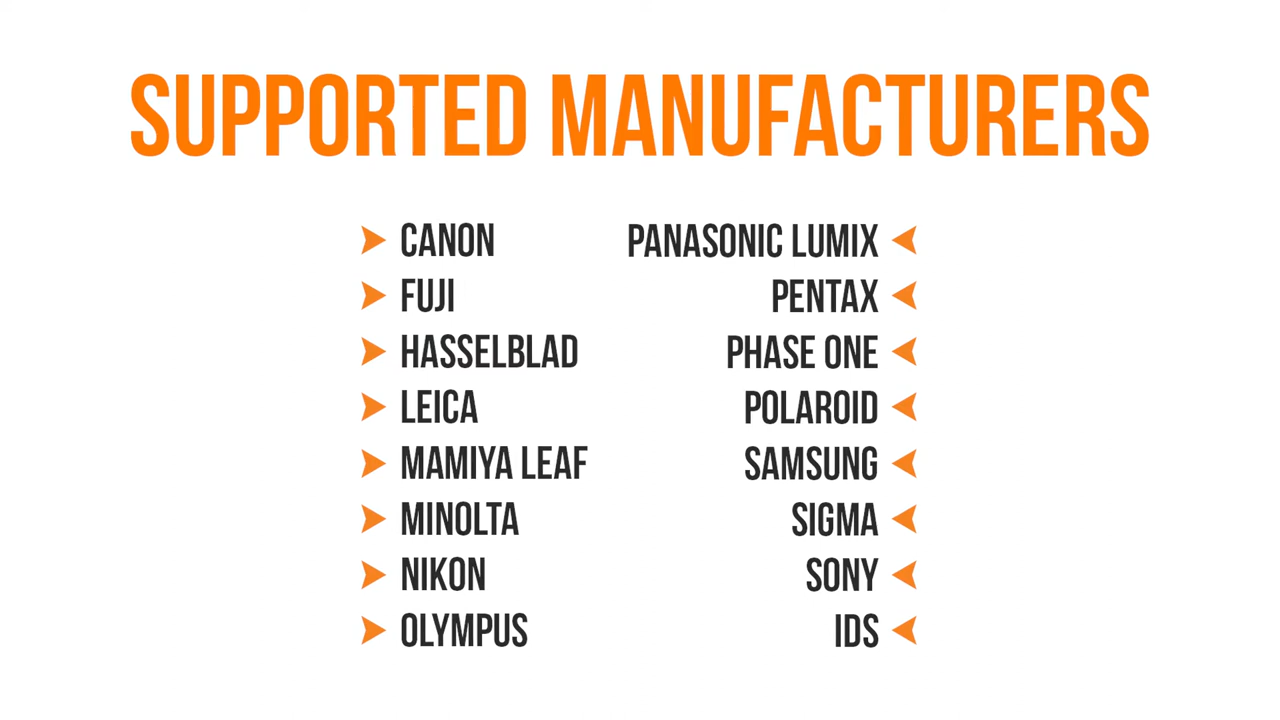 SUPPORTED MANUFACTURERS
CANON
FUJI
HASSELBLAD
LEICA
MAMIYA LEAF
MINOLTA
NIKON
OLYMPUS
PANASONIC LUMIX
PENTAX
PHASE ONE
POLAROID
SAMSUNG
SIGMA
SONY
IDS